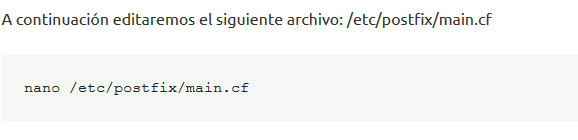 A continuación editaremos el siguiente archivo: /etc/postfix/main.cf
nano /etc/postfix/main.cf